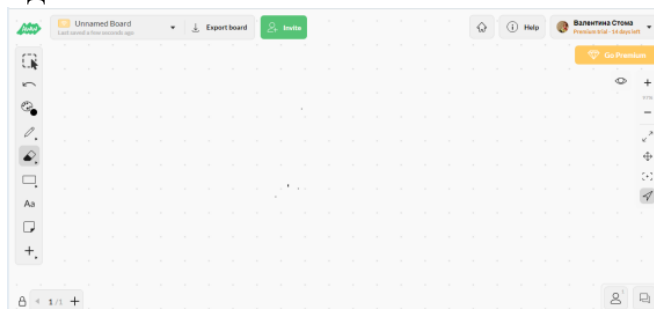 Unnamed Board
Last saved a few seconds ago
Export board
Invite
Help
Валентина Стома
Premium trial · 14 days left
Go Premium
Aa
1/1